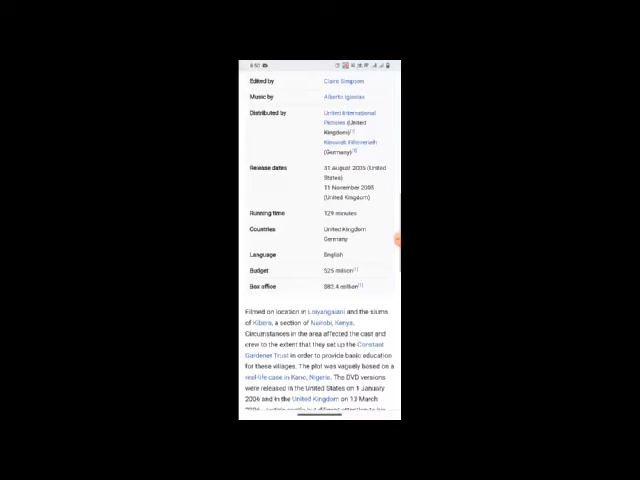 Edited by Claire Simpson
Music by Alberto Iglesias
Distributed by United International
Pictures (United
Kingdom)[1]
Kinowelt Filmverleih
(Germany)[2]
Release dates 31 August 2005 (United
States)
11 November 2005
(United Kingdom)
Running time 129 minutes
Countries United Kingdom
Germany
Language English
Budget $25 million[1]
Box office $82.4 million[1]
Filmed on location in Loiyangalani and the slums
of Kibera, a section of Nairobi, Kenya.
Circumstances in the area affected the cast and
crew to the extent that they set up the Constant
Gardener Trust in order to provide basic education
for these villages. The plot was vaguely based on a
real-life case in Kano, Nigeria. The DVD versions
were released in the United States on 1 January
2006 and in the United Kingdom on 13 March